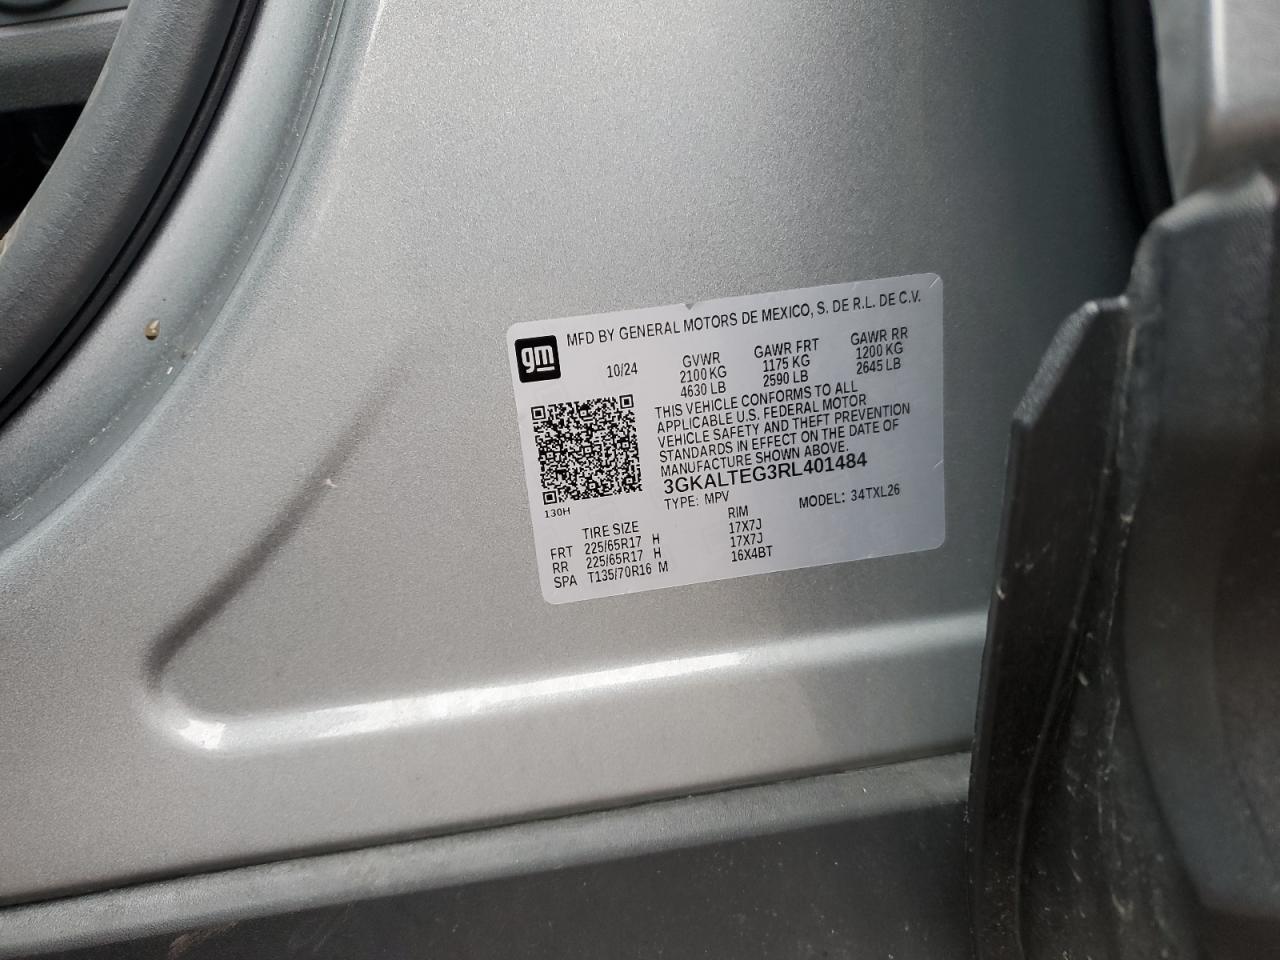 gm
MFD BY GENERAL MOTORS DE MEXICO, S. DE R.L. DE C.V.
10/24
GVWR
2100 KG
4630 LB
GAWR FRT
1175 KG
2590 LB
GAWR RR
1200 KG
2645 LB
THIS VEHICLE CONFORMS TO ALL
APPLICABLE U.S. FEDERAL MOTOR
VEHICLE SAFETY AND THEFT PREVENTION
STANDARDS IN EFFECT ON THE DATE OF
MANUFACTURE SHOWN ABOVE.
3GKALTEG3RL401484
TYPE: MPV MODEL: 34TXL26
130H
TIRE SIZE RIM
FRT 225/65R17 H 17X7J
RR 225/65R17 H 17X7J
SPA T135/70R16 M 16X4BT